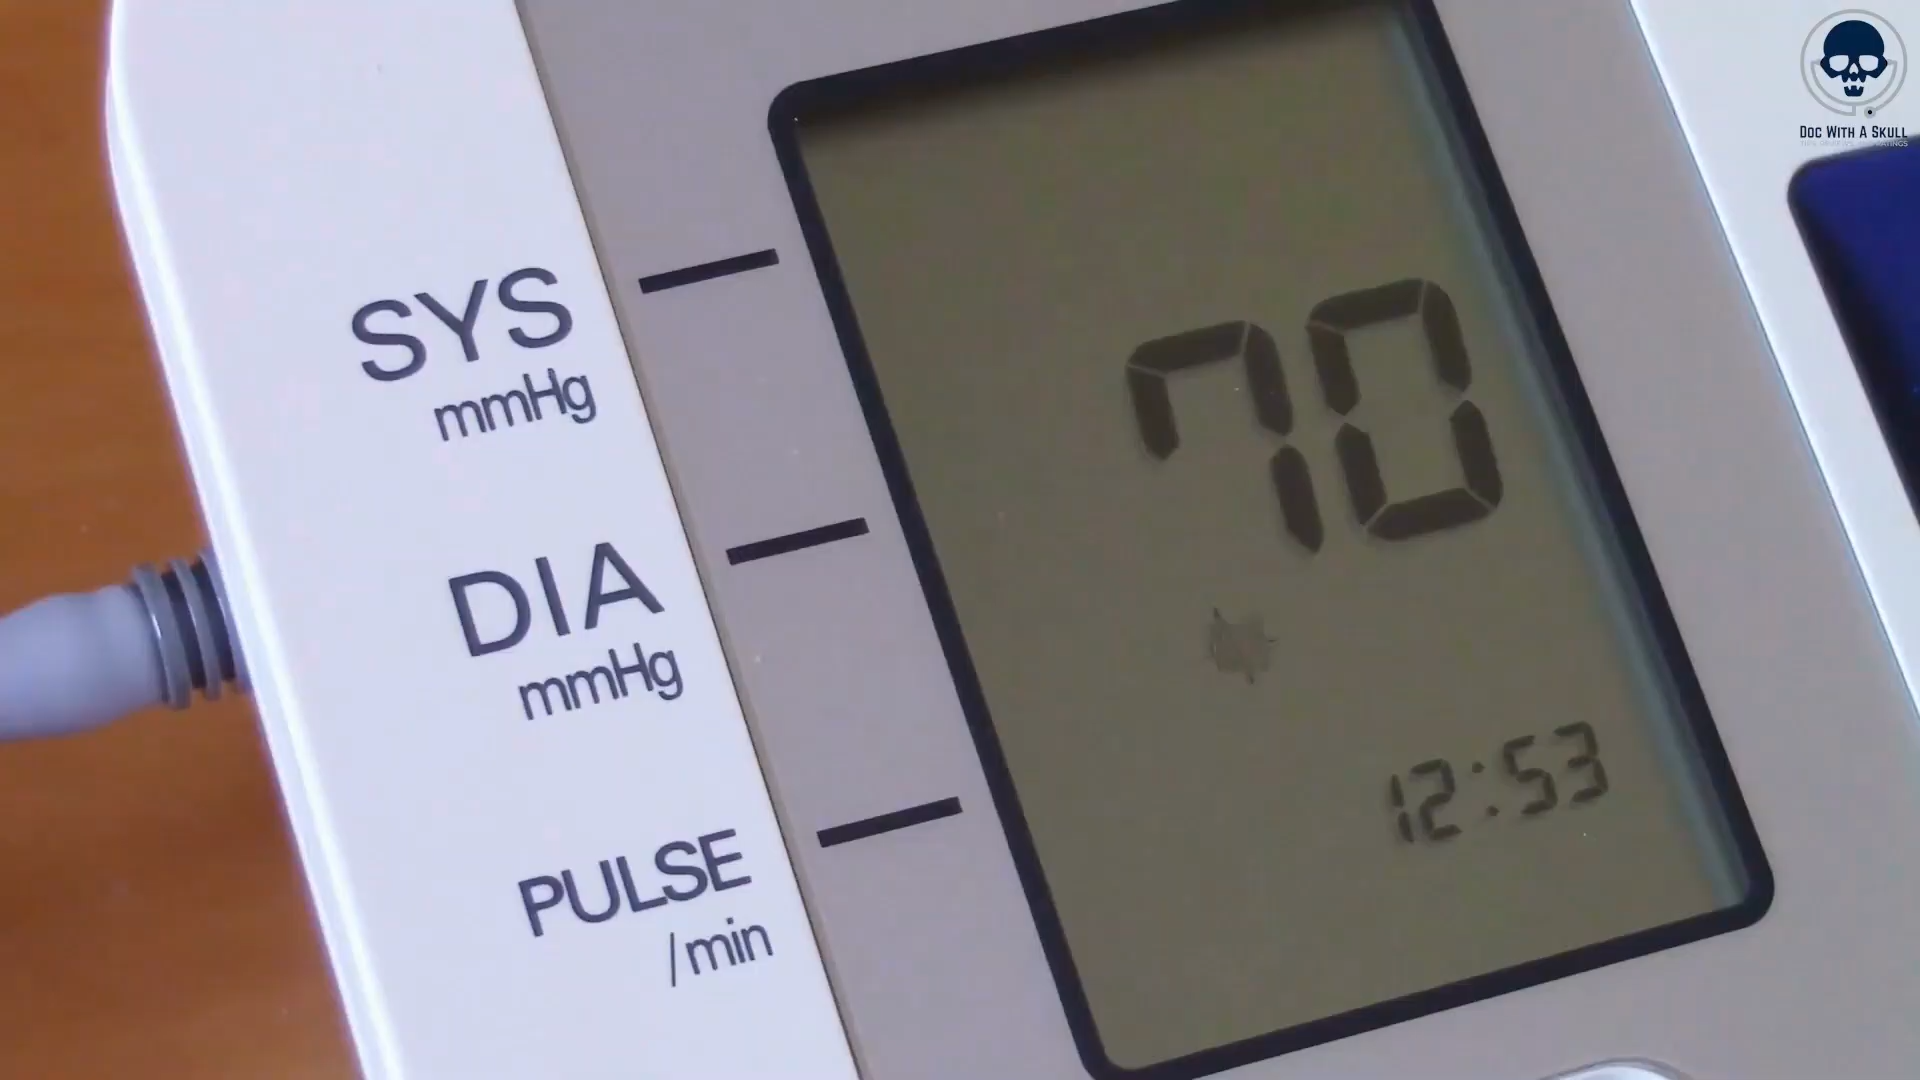 SYS
mmHg
70
DIA
mmHg
12:53
PULSE
/min
DOC WITH A SKULL